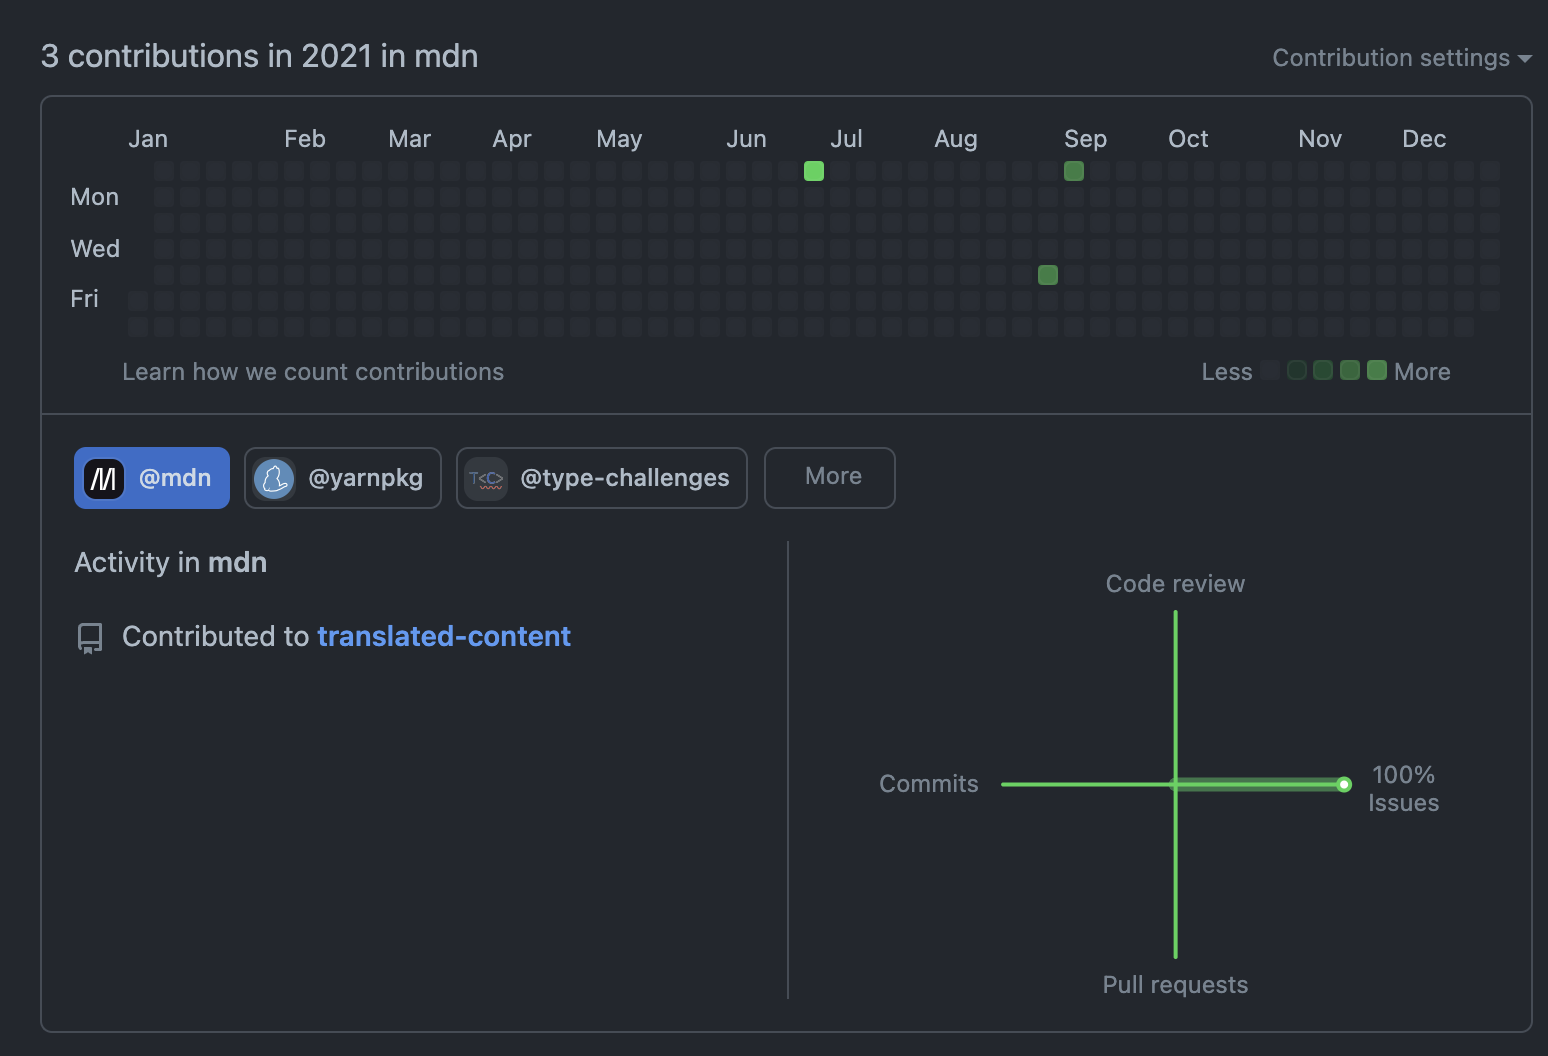 3 contributions in 2021 in mdn
Contribution settings
Jan Feb Mar Apr May Jun Jul Aug Sep Oct Nov Dec
Mon
Wed
Fri
Learn how we count contributions
Less More
@mdn @yarnpkg T<C> @type-challenges More
Activity in mdn
Contributed to translated-content
Code review
Commits
100%
Issues
Pull requests